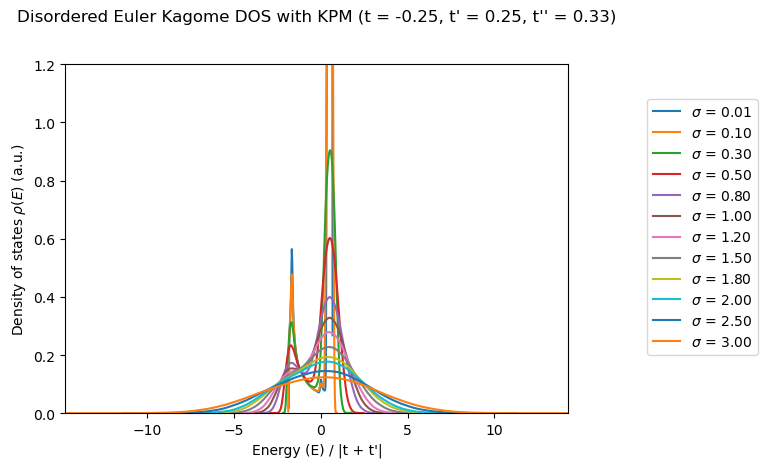 Disordered Euler Kagome DOS with KPM (t = -0.25, t' = 0.25, t'' = 0.33)
Density of states ρ(E) (a.u.)
1.2
1.0
0.8
0.6
0.4
0.2
0.0
−10
−5
0
5
10
Energy (E) / |t + t'|
σ = 0.01
σ = 0.10
σ = 0.30
σ = 0.50
σ = 0.80
σ = 1.00
σ = 1.20
σ = 1.50
σ = 1.80
σ = 2.00
σ = 2.50
σ = 3.00